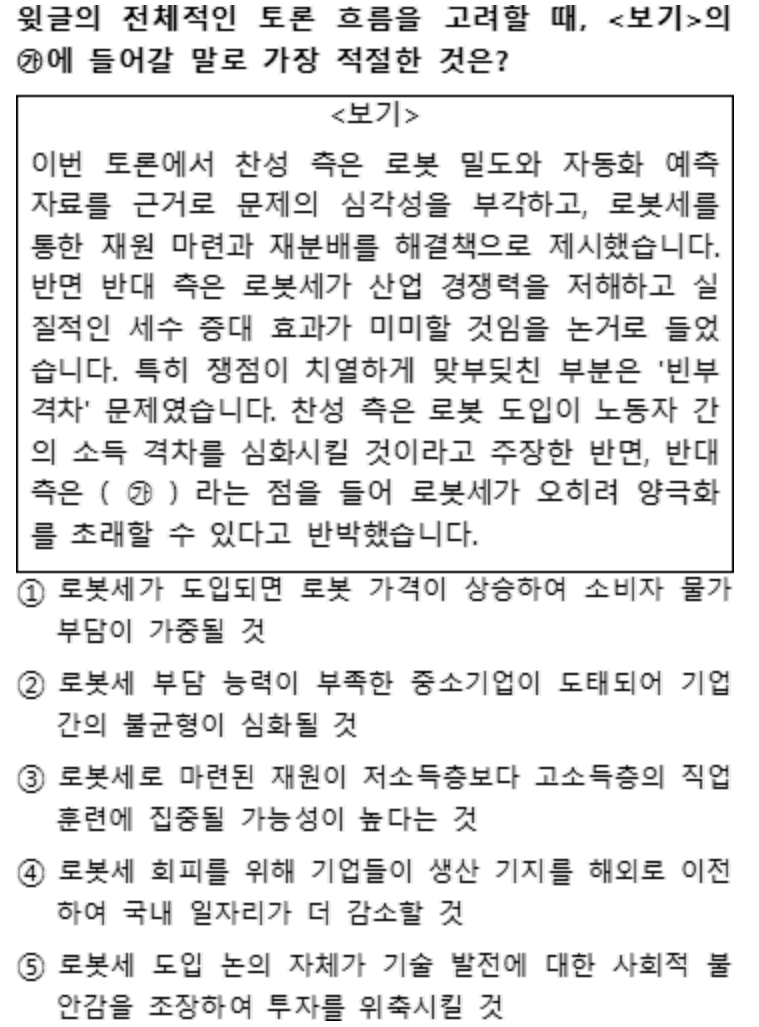 윗글의 전체적인 토론 흐름을 고려할 때, <보기>의
㉮에 들어갈 말로 가장 적절한 것은?
<보기>
이번 토론에서 찬성 측은 로봇 밀도와 자동화 예측
자료를 근거로 문제의 심각성을 부각하고, 로봇세를
통한 재원 마련과 재분배를 해결책으로 제시했습니다.
반면 반대 측은 로봇세가 산업 경쟁력을 저해하고 실
질적인 세수 증대 효과가 미미할 것임을 논거로 들었
습니다. 특히 쟁점이 치열하게 맞부딪친 부분은 '빈부
격차' 문제였습니다. 찬성 측은 로봇 도입이 노동자 간
의 소득 격차를 심화시킬 것이라고 주장한 반면, 반대
측은 ( ㉮ ) 라는 점을 들어 로봇세가 오히려 양극화
를 초래할 수 있다고 반박했습니다.
① 로봇세가 도입되면 로봇 가격이 상승하여 소비자 물가
부담이 가중될 것
② 로봇세 부담 능력이 부족한 중소기업이 도태되어 기업
간의 불균형이 심화될 것
③ 로봇세로 마련된 재원이 저소득층보다 고소득층의 직업
훈련에 집중될 가능성이 높다는 것
④ 로봇세 회피를 위해 기업들이 생산 기지를 해외로 이전
하여 국내 일자리가 더 감소할 것
⑤ 로봇세 도입 논의 자체가 기술 발전에 대한 사회적 불
안감을 조장하여 투자를 위축시킬 것